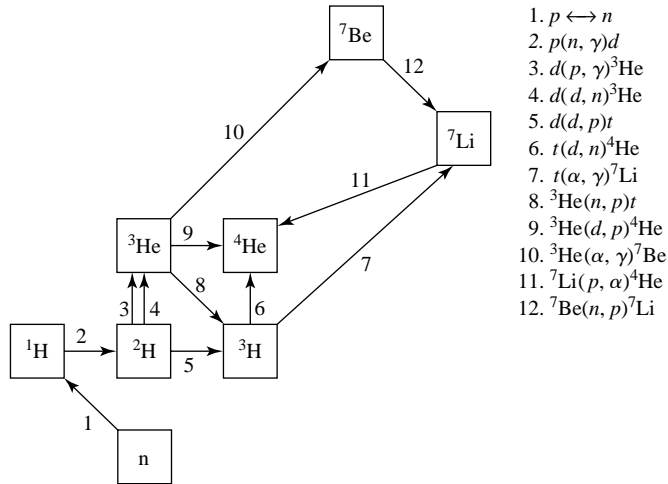 ⁷Be
12
10
⁷Li
11
³He
9
⁴He
7
8
3
4
6
¹H
2
²H
5
³H
1
n
1. p ⟷ n
2. p(n, γ)d
3. d(p, γ)³He
4. d(d, n)³He
5. d(d, p)t
6. t(d, n)⁴He
7. t(α, γ)⁷Li
8. ³He(n, p)t
9. ³He(d, p)⁴He
10. ³He(α, γ)⁷Be
11. ⁷Li(p, α)⁴He
12. ⁷Be(n, p)⁷Li